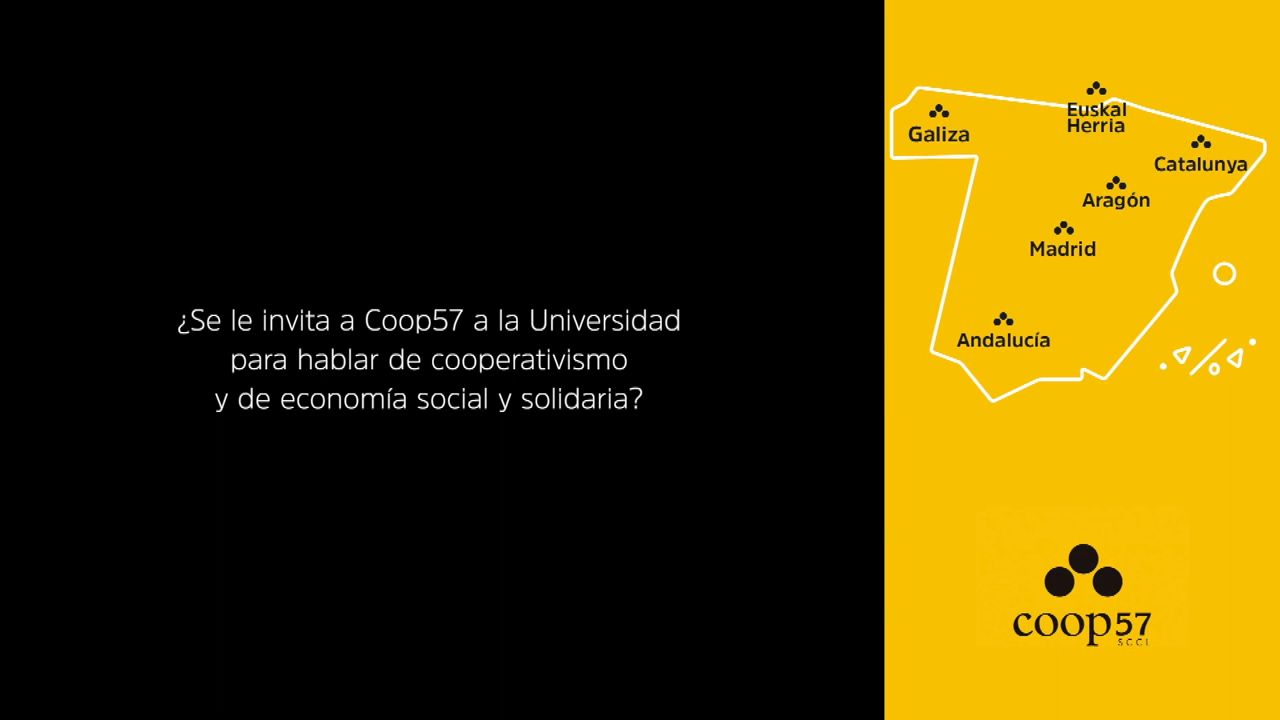 ¿Se le invita a Coop57 a la Universidad
para hablar de cooperativismo
y de economía social y solidaria?
Galiza
Euskal
Herria
Catalunya
Aragón
Madrid
Andalucía
coop57
SCCL